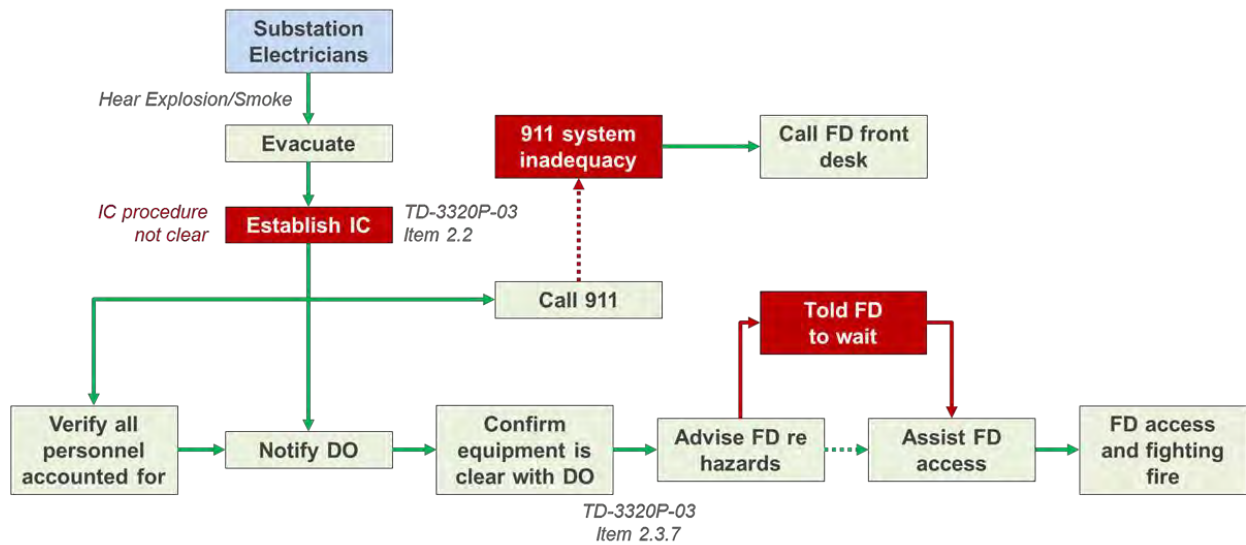 Substation
Electricians
Hear Explosion/Smoke
Evacuate
911 system
inadequacy
Call FD front
desk
IC procedure
not clear
Establish IC
TD-3320P-03
Item 2.2
Call 911
Told FD
to wait
Verify all
personnel
accounted for
Notify DO
Confirm
equipment is
clear with DO
Advise FD re
hazards
Assist FD
access
FD access
and fighting
fire
TD-3320P-03
Item 2.3.7